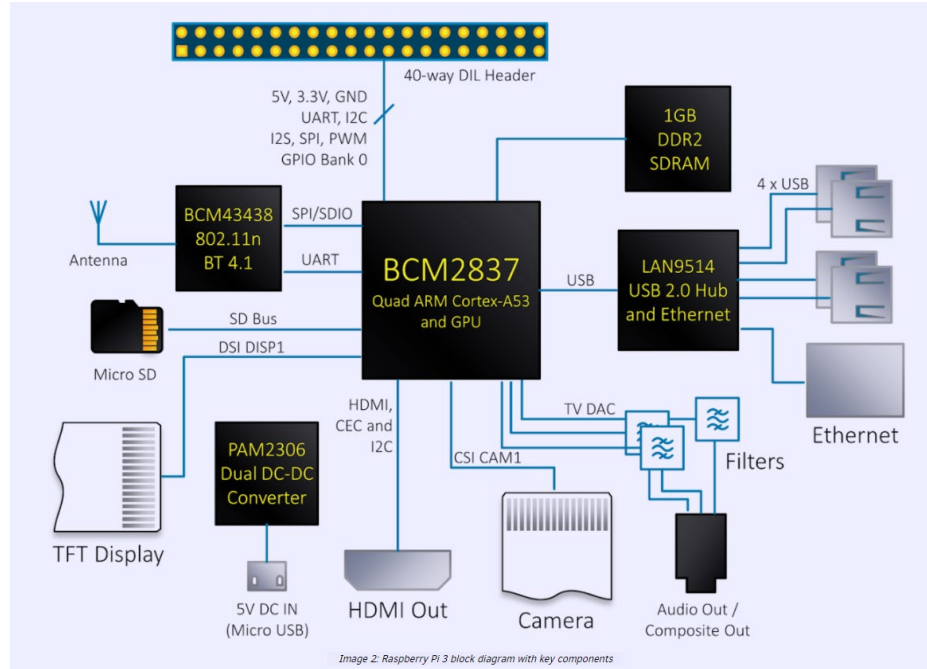 40-way DIL Header
5V, 3.3V, GND
UART, I2C
I2S, SPI, PWM
GPIO Bank 0
1GB
DDR2
SDRAM
4 x USB
BCM43438
802.11n
BT 4.1
SPI/SDIO
UART
Antenna
BCM2837
Quad ARM Cortex-A53
and GPU
USB
LAN9514
USB 2.0 Hub
and Ethernet
SD Bus
Micro SD
DSI DISP1
HDMI,
CEC and
I2C
TV DAC
CSI CAM1
Filters
Ethernet
PAM2306
Dual DC-DC
Converter
TFT Display
5V DC IN
(Micro USB)
HDMI Out
Camera
Audio Out /
Composite Out
Image 2: Raspberry Pi 3 block diagram with key components